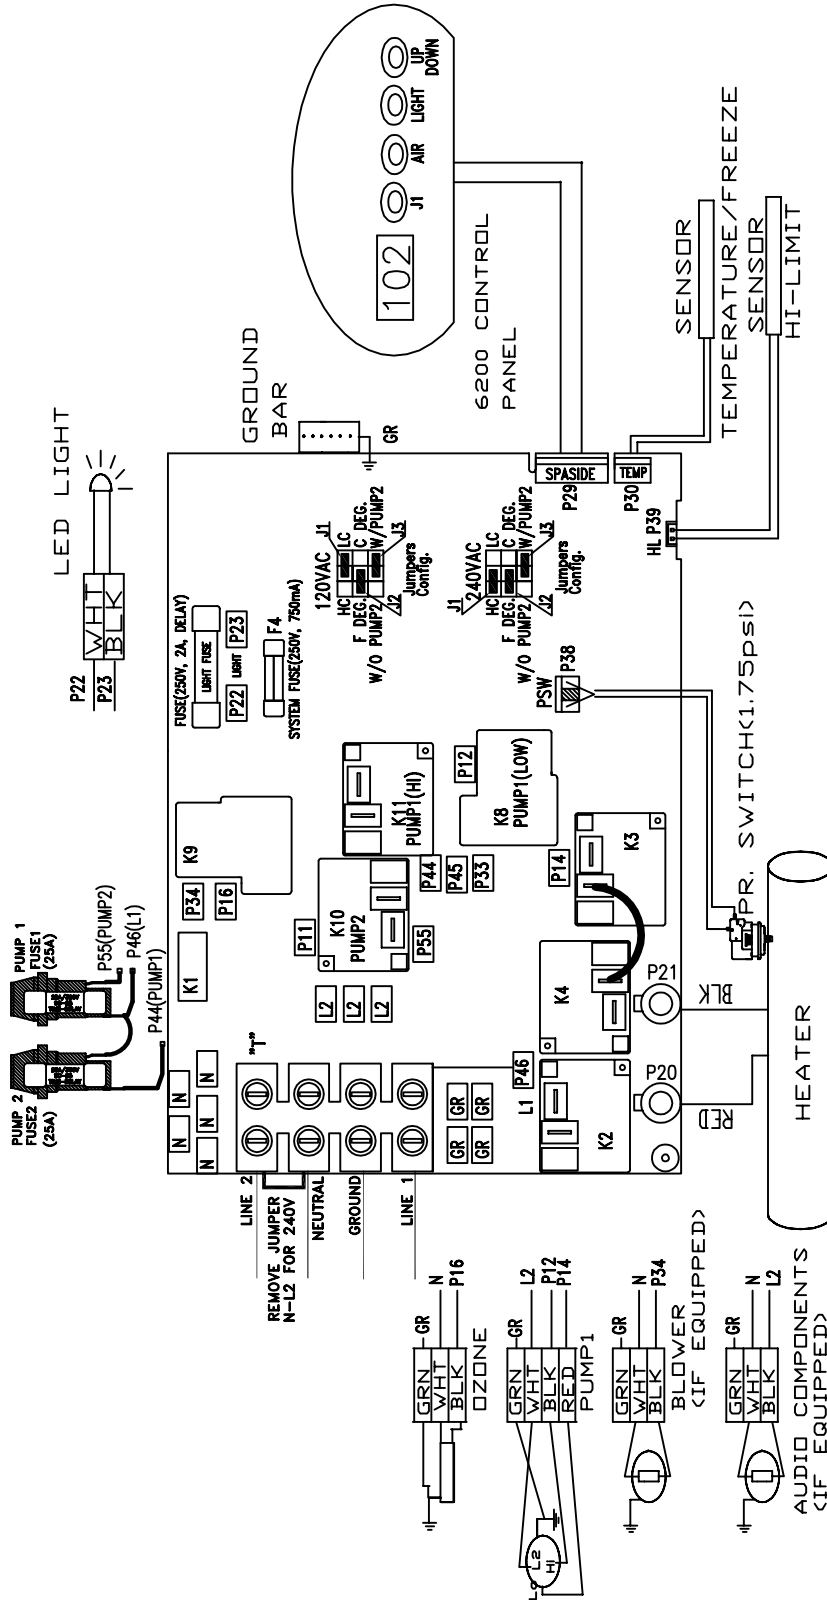 LED LIGHT
P22
P23
WHT
BLK
GROUND
BAR
GR
6200 CONTROL
PANEL
102
J1
AIR
LIGHT
UP
DOWN
SENSOR
TEMPERATURE/FREEZE
SENSOR
HI-LIMIT
PUMP 1
FUSE1
(25A)
PUMP 2
FUSE2
(25A)
P55(PUMP2)
P46(L1)
P44(PUMP1)
FUSE(250V, 2A, DELAY)
LIGHT FUSE
P22
LIGHT
P23
F4
SYSTEM FUSE(250V, 750mA)
120VAC
J1
HC
LC
F DEG.
C DEG.
W/O PUMP2
W/PUMP2
J2
J3
Jumpers
Config.
240VAC
J1
HC
LC
F DEG.
C DEG.
W/O PUMP2
W/PUMP2
J2
J3
Jumpers
Config.
SPASIDE
P29
TEMP
P30
HL
P39
PSW
P38
K9
P34
P16
K1
K11
PUMP1(HI)
K8
PUMP1(LOW)
P12
P11
K10
PUMP2
P55
P44
P45
P33
P14
K3
K4
L2
L2
L2
P21
BLK
P20
RED
K2
L1
P46
GR
GR
GR
GR
N
N
N
N
N
"T"
LINE 2
REMOVE JUMPER
N-L2 FOR 240V
NEUTRAL
GROUND
LINE 1
PR. SWITCH(1.75psi)
HEATER
GRN
WHT
BLK
GR
N
P16
OZONE
GRN
WHT
BLK
RED
GR
L2
P12
P14
PUMP1
L2
Hi
Lo
GRN
WHT
BLK
GR
N
P34
BLOWER
(IF EQUIPPED)
GRN
WHT
BLK
GR
N
L2
AUDIO COMPONENTS
(IF EQUIPPED)